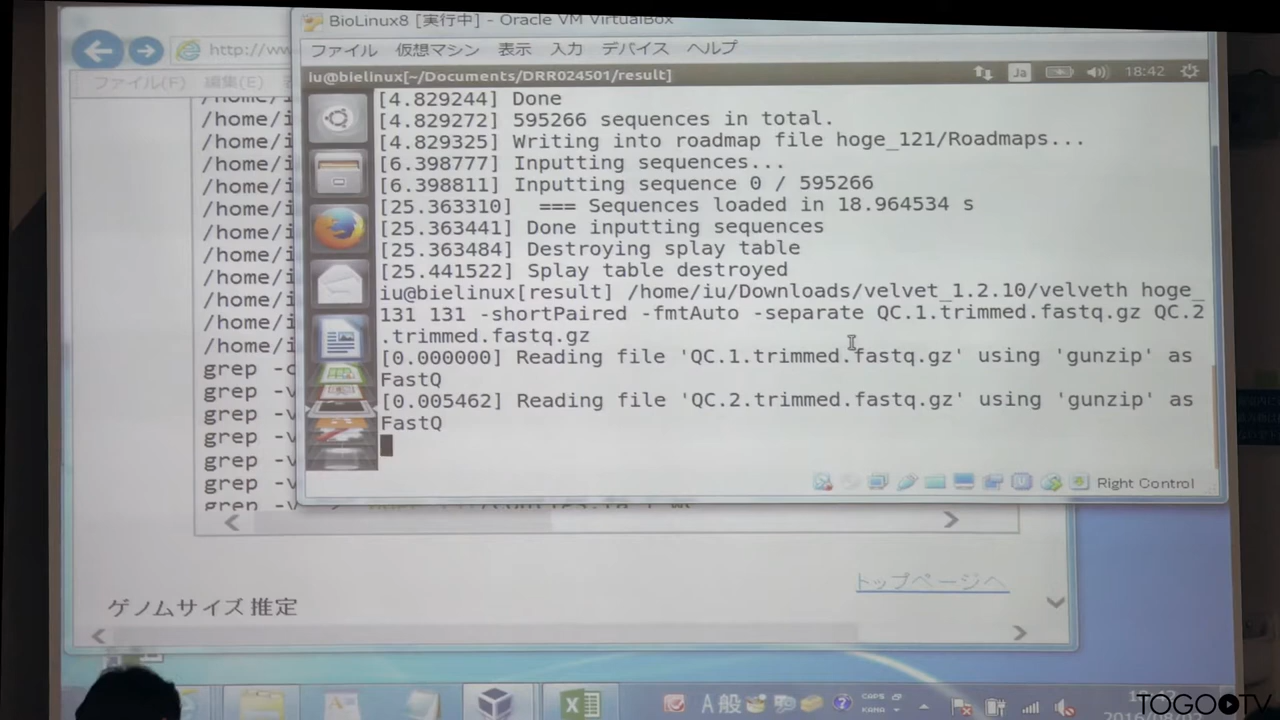 BioLinux8 [実行中] - Oracle VM VirtualBox
ファイル 仮想マシン 表示 入力 デバイス ヘルプ
iu@bielinux[~/Documents/DRR024501/result]
Ja
18:42
[4.829244] Done
[4.829272] 595266 sequences in total.
[4.829325] Writing into roadmap file hoge_121/Roadmaps...
[6.398777] Inputting sequences...
[6.398811] Inputting sequence 0 / 595266
[25.363310]  === Sequences loaded in 18.964534 s
[25.363441] Done inputting sequences
[25.363484] Destroying splay table
[25.441522] Splay table destroyed
iu@bielinux[result] /home/iu/Downloads/velvet_1.2.10/velveth hoge_
131 131 -shortPaired -fmtAuto -separate QC.1.trimmed.fastq.gz QC.2
.trimmed.fastq.gz
[0.000000] Reading file 'QC.1.trimmed.fastq.gz' using 'gunzip' as
FastQ
[0.005462] Reading file 'QC.2.trimmed.fastq.gz' using 'gunzip' as
FastQ
Right Control
http://ww
ファイル(F) 編集(E)
/home/i
/home/i
/home/i
/home/i
/home/i
/home/i
/home/i
/home/i
/home/i
/home/i
/home/i
/home/i
grep -c
grep -v
grep -v
grep -v
grep -v
grep -v
grep -v
トップページへ
ゲノムサイズ推定
A 般
CAPS
KANA
TOGOTV